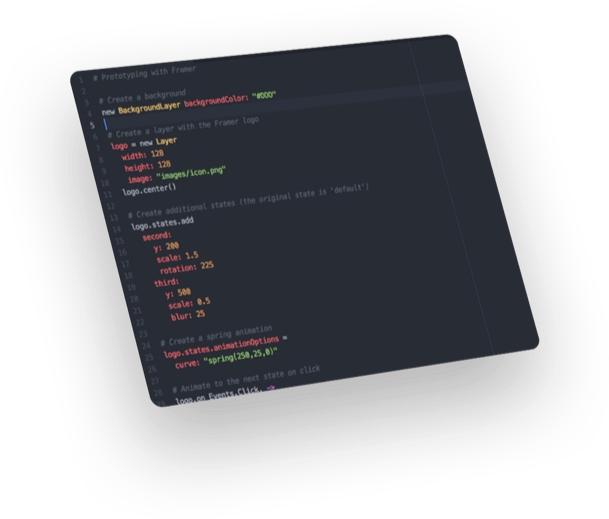 1 # Prototyping with Framer
2
3 # Create a background
4 new BackgroundLayer backgroundColor: "#DDD"
5
6 # Create a layer with the Framer logo
7 logo = new Layer
8 width: 128
9 height: 128
10 image: "images/icon.png"
11 logo.center()
12
13 # Create additional states (the original state is 'default')
14 logo.states.add
15 second:
16 y: 200
17 scale: 1.5
18 rotation: 225
19 third:
20 y: 500
21 scale: 0.5
22 blur: 25
23
24 # Create a spring animation
25 logo.states.animationOptions =
26 curve: "spring(250,25,0)"
27
28 # Animate to the next state on click
logo.on Events.Click, ->